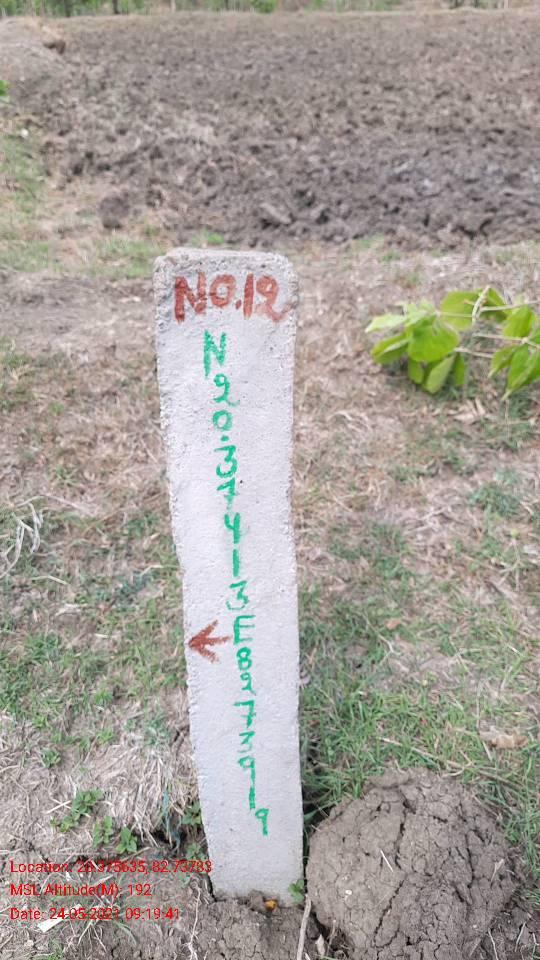 NO.12
N
20.37413
E
82.73919
Location: 20.375635, 82.73783
MSL Altitude(M): 192
Date: 24-05-2021 09:19:41